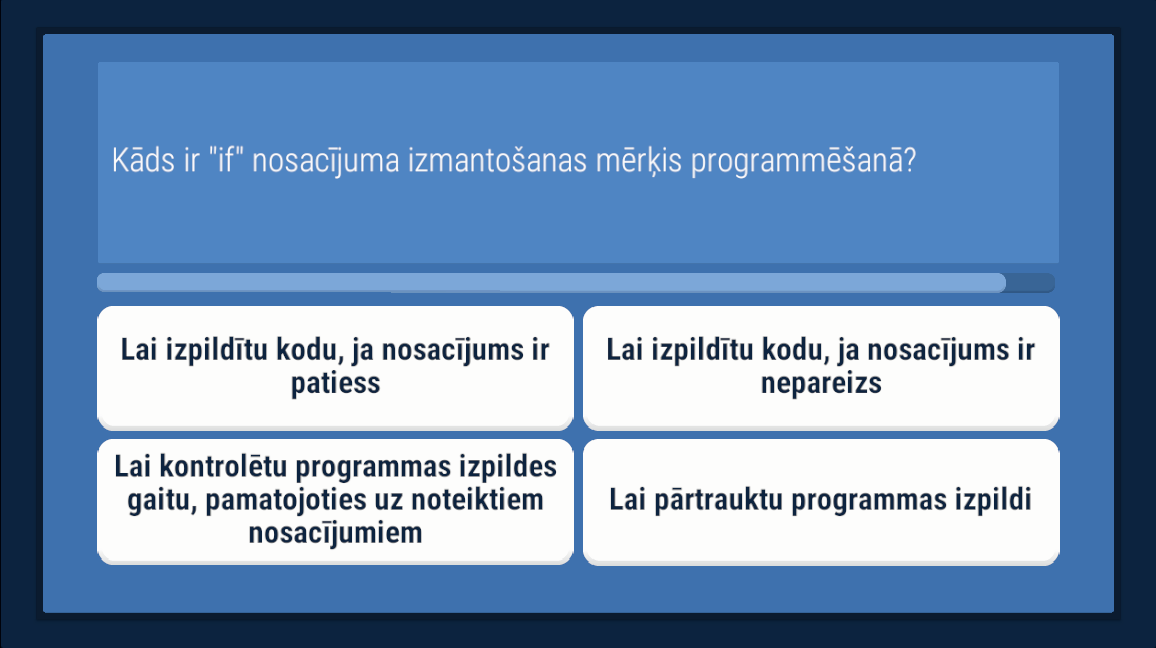 Kāds ir "if" nosacījuma izmantošanas mērķis programmēšanā?
Lai izpildītu kodu, ja nosacījums ir
patiess
Lai izpildītu kodu, ja nosacījums ir
nepareizs
Lai kontrolētu programmas izpildes
gaitu, pamatojoties uz noteiktiem
nosacījumiem
Lai pārtrauktu programmas izpildi